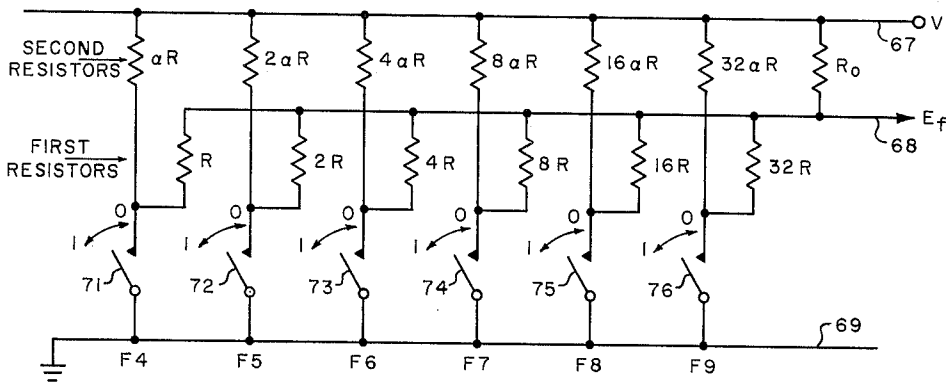 V
67
SECOND RESISTORS
αR
2αR
4αR
8αR
16αR
32αR
R₀
E_f
68
FIRST RESISTORS
R
2R
4R
8R
16R
32R
0
0
0
0
0
0
1
1
1
1
1
1
71
72
73
74
75
76
69
F4
F5
F6
F7
F8
F9